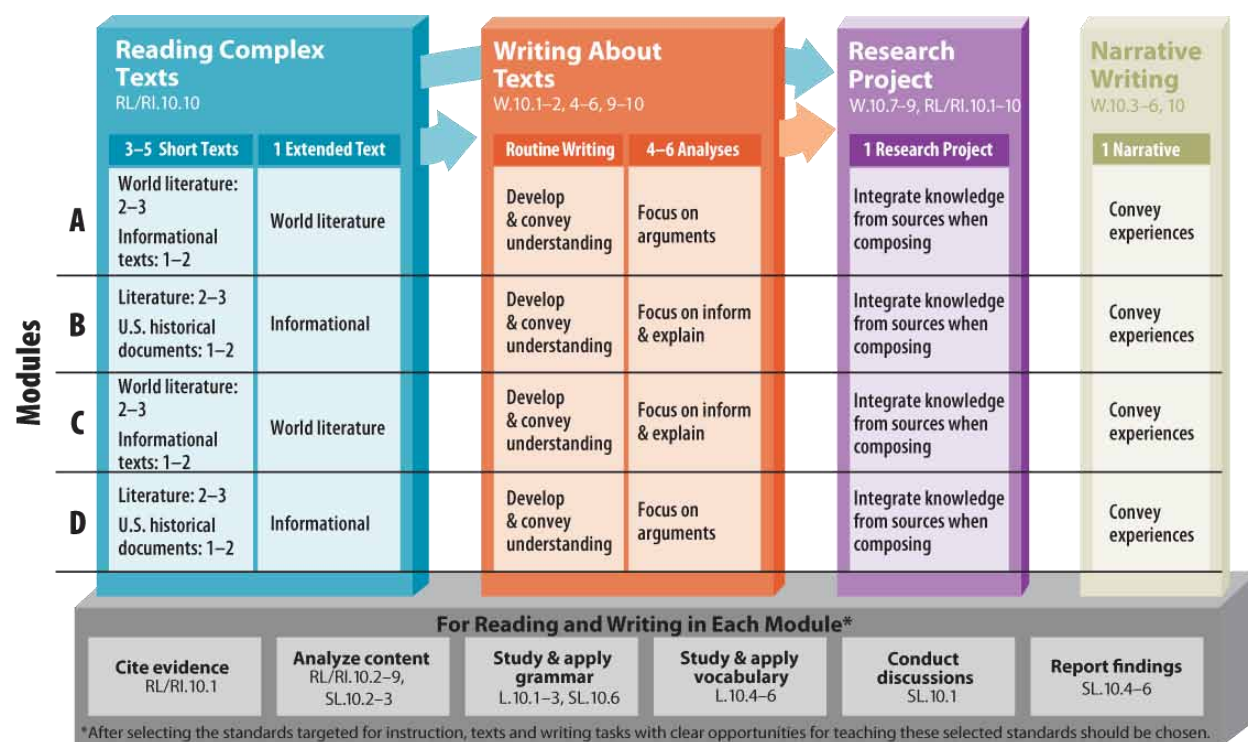 Reading Complex
Texts
RL/RI.10.10
Writing About
Texts
W.10.1–2, 4–6, 9–10
Research
Project
W.10.7–9, RL/RI.10.1–10
Narrative
Writing
W.10.3–6, 10
3–5 Short Texts
1 Extended Text
Routine Writing
4–6 Analyses
1 Research Project
1 Narrative
Modules
A
World literature:
2–3
Informational
texts: 1–2
World literature
Develop
& convey
understanding
Focus on
arguments
Integrate knowledge
from sources when
composing
Convey
experiences
B
Literature: 2–3
U.S. historical
documents: 1–2
Informational
Develop
& convey
understanding
Focus on inform
& explain
Integrate knowledge
from sources when
composing
Convey
experiences
C
World literature:
2–3
Informational
texts: 1–2
World literature
Develop
& convey
understanding
Focus on inform
& explain
Integrate knowledge
from sources when
composing
Convey
experiences
D
Literature: 2–3
U.S. historical
documents: 1–2
Informational
Develop
& convey
understanding
Focus on
arguments
Integrate knowledge
from sources when
composing
Convey
experiences
For Reading and Writing in Each Module*
Cite evidence
RL/RI.10.1
Analyze content
RL/RI.10.2–9,
SL.10.2–3
Study & apply
grammar
L.10.1–3, SL.10.6
Study & apply
vocabulary
L.10.4–6
Conduct
discussions
SL.10.1
Report findings
SL.10.4–6
*After selecting the standards targeted for instruction, texts and writing tasks with clear opportunities for teaching these selected standards should be chosen.